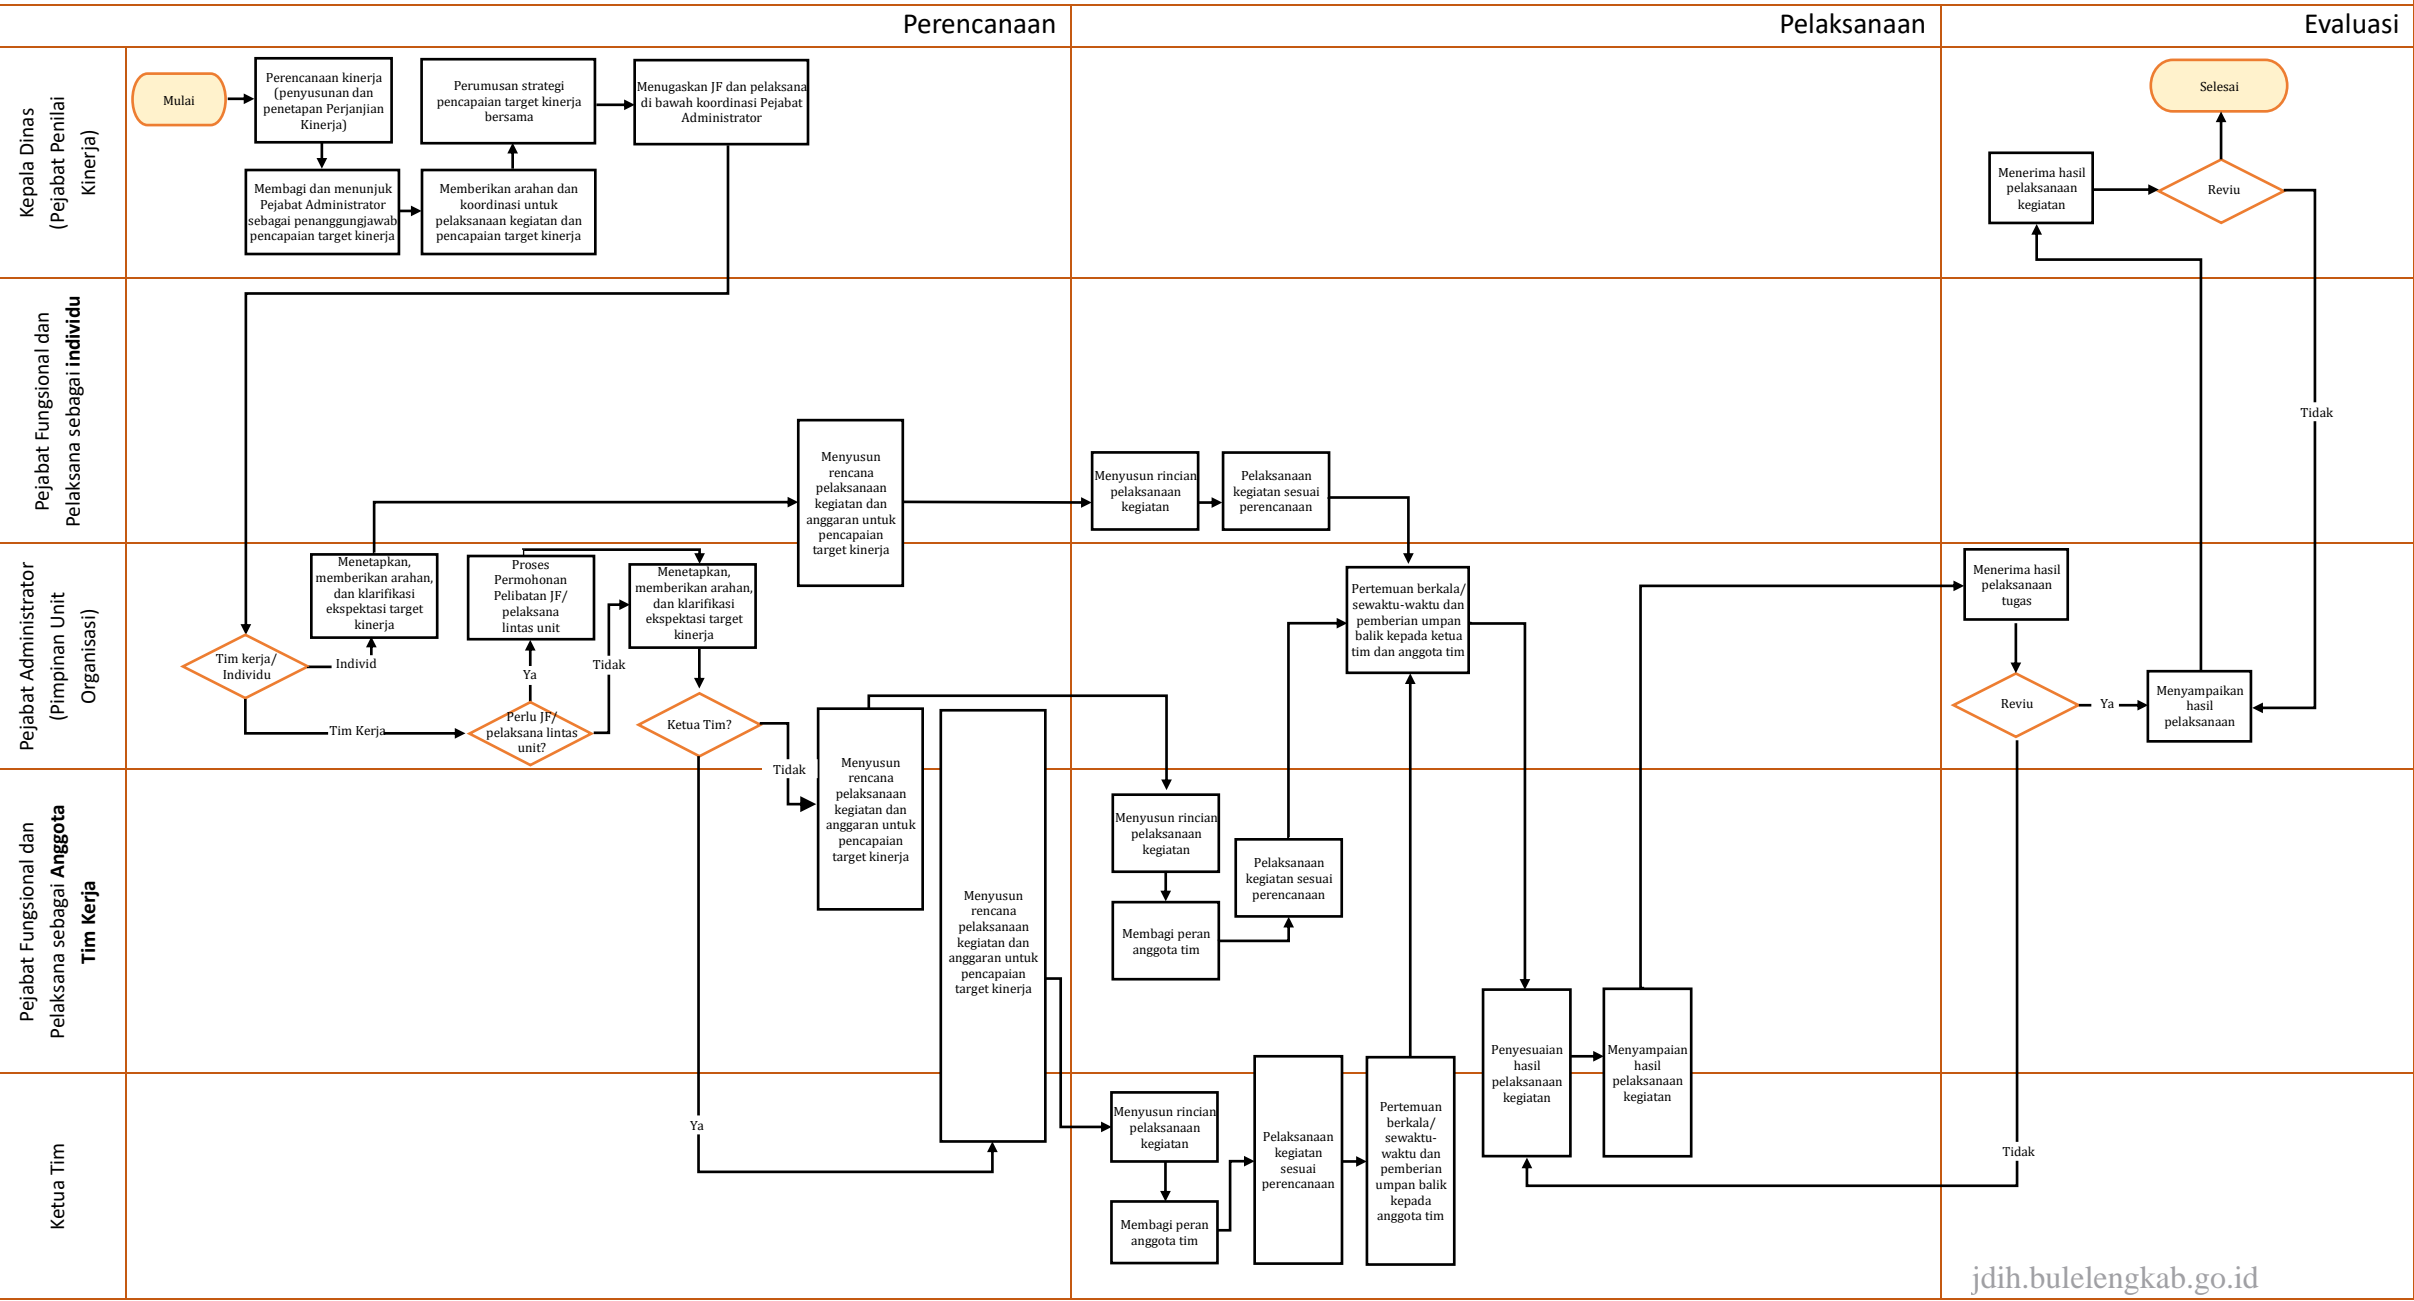 Perencanaan
Pelaksanaan
Evaluasi
Kepala Dinas
(Pejabat Penilai
Kinerja)
Mulai
Perencanaan kinerja
(penyusunan dan
penetapan Perjanjian
Kinerja)
Membagi dan menunjuk
Pejabat Administrator
sebagai penanggungjawab
pencapaian target kinerja
Memberikan arahan dan
koordinasi untuk
pelaksanaan kegiatan dan
pencapaian target kinerja
Perumusan strategi
pencapaian target kinerja
bersama
Menugaskan JF dan pelaksana
di bawah koordinasi Pejabat
Administrator
Menerima hasil
pelaksanaan
kegiatan
Reviu
Selesai
Tidak
Pejabat Fungsional dan
Pelaksana sebagai individu
Menyusun
rencana
pelaksanaan
kegiatan dan
anggaran untuk
pencapaian
target kinerja
Menyusun rincian
pelaksanaan
kegiatan
Pelaksanaan
kegiatan sesuai
perencanaan
Pejabat Administrator
(Pimpinan Unit
Organisasi)
Tim kerja/
Individu
Individ
Tim Kerja
Menetapkan,
memberikan arahan,
dan klarifikasi
ekspektasi target
kinerja
Perlu JF/
pelaksana lintas
unit?
Ya
Tidak
Proses
Permohonan
Pelibatan JF/
pelaksana
lintas unit
Menetapkan,
memberikan arahan,
dan klarifikasi
ekspektasi target
kinerja
Ketua Tim?
Tidak
Ya
Pertemuan berkala/
sewaktu-waktu dan
pemberian umpan
balik kepada ketua
tim dan anggota tim
Menerima hasil
pelaksanaan
tugas
Reviu
Ya
Menyampaikan
hasil
pelaksanaan
Tidak
Pejabat Fungsional dan
Pelaksana sebagai Anggota
Tim Kerja
Menyusun
rencana
pelaksanaan
kegiatan dan
anggaran untuk
pencapaian
target kinerja
Menyusun
rencana
pelaksanaan
kegiatan dan
anggaran untuk
pencapaian
target kinerja
Menyusun rincian
pelaksanaan
kegiatan
Membagi peran
anggota tim
Pelaksanaan
kegiatan sesuai
perencanaan
Penyesuaian
hasil
pelaksanaan
kegiatan
Menyampaian
hasil
pelaksanaan
kegiatan
Ketua Tim
Menyusun rincian
pelaksanaan
kegiatan
Membagi peran
anggota tim
Pelaksanaan
kegiatan
sesuai
perencanaan
Pertemuan
berkala/
sewaktu-
waktu dan
pemberian
umpan balik
kepada
anggota tim
jdih.bulelengkab.go.id